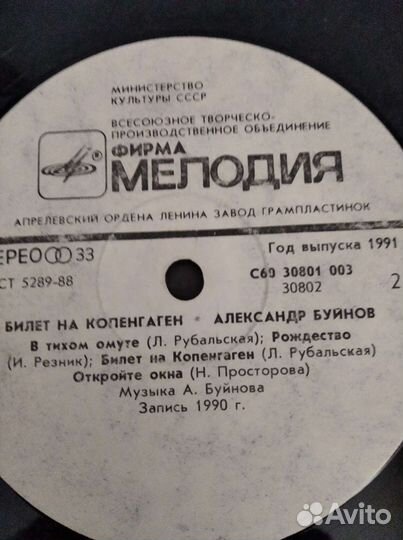 МИНИСТЕРСТВО
КУЛЬТУРЫ СССР
ВСЕСОЮЗНОЕ ТВОРЧЕСКО-
ПРОИЗВОДСТВЕННОЕ ОБЪЕДИНЕНИЕ
ФИРМА
МЕЛОДИЯ
АПРЕЛЕВСКИЙ ОРДЕНА ЛЕНИНА ЗАВОД ГРАМПЛАСТИНОК
ЕРЕО 33
Год выпуска 1991
СТ 5289-88
С60 30801 003
30802
2
БИЛЕТ НА КОПЕНГАГЕН • АЛЕКСАНДР БУЙНОВ
В тихом омуте (Л. Рубальская); Рождество
(И. Резник); Билет на Копенгаген (Л. Рубальская)
Откройте окна (Н. Просторова)
Музыка А. Буйнова
Запись 1990 г.
Avito